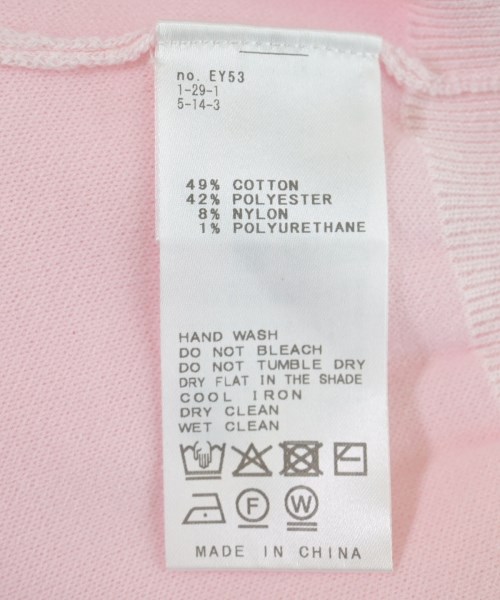 no. EY53
1-29-1
5-14-3
49% COTTON
42% POLYESTER
8% NYLON
1% POLYURETHANE
HAND WASH
DO NOT BLEACH
DO NOT TUMBLE DRY
DRY FLAT IN THE SHADE
COOL IRON
DRY CLEAN
WET CLEAN
F W
MADE IN CHINA